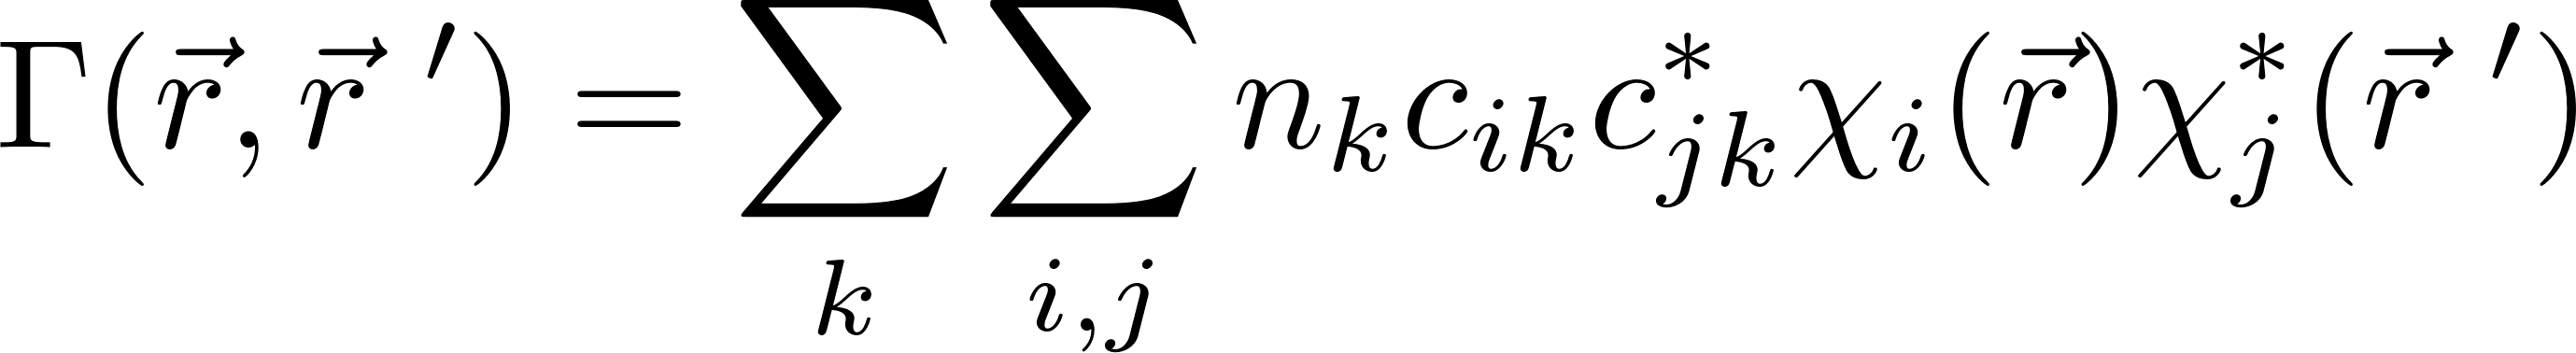 Γ(r⃗, r⃗ ′) = ∑_k ∑_{i,j} n_k c_{ik} c*_{jk} χ_i(r⃗) χ*_j(r⃗ ′)